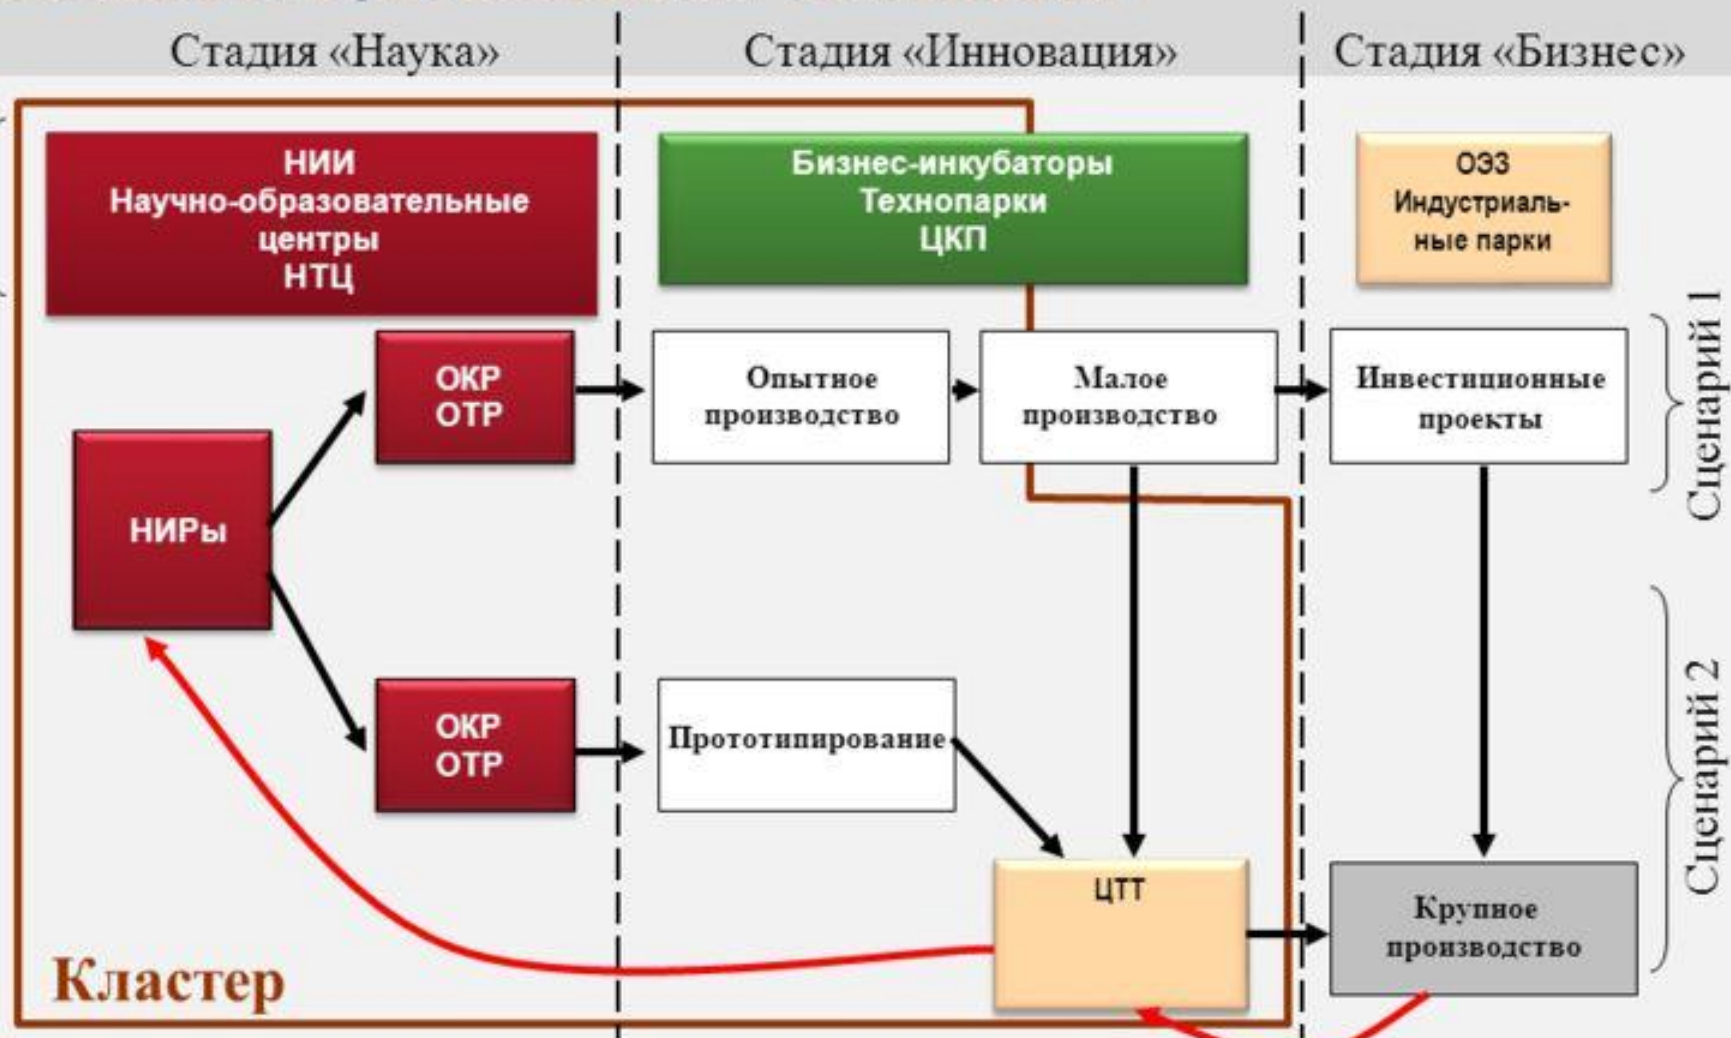 Стадия «Наука»
Стадия «Инновация»
Стадия «Бизнес»
НИИ
Научно-образовательные
центры
НТЦ
Бизнес-инкубаторы
Технопарки
ЦКП
ОЭЗ
Индустриаль-
ные парки
ОКР
ОТР
Опытное
производство
Малое
производство
Инвестиционные
проекты
Сценарий 1
НИРы
ОКР
ОТР
Прототипирование
Сценарий 2
ЦТТ
Крупное
производство
Кластер